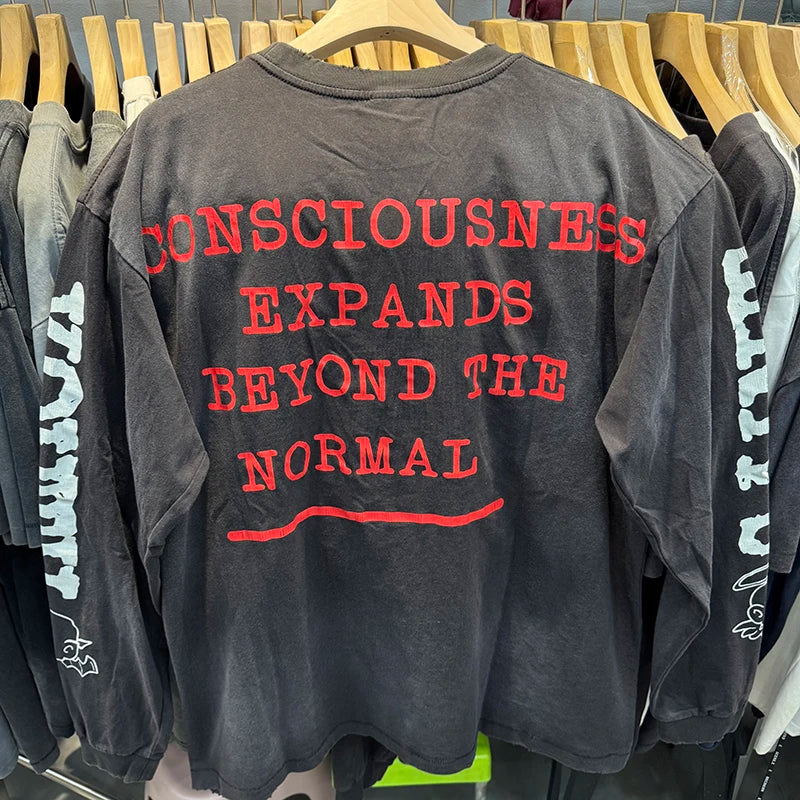 CONSCIOUSNESS
EXPANDS
BEYOND THE
NORMAL